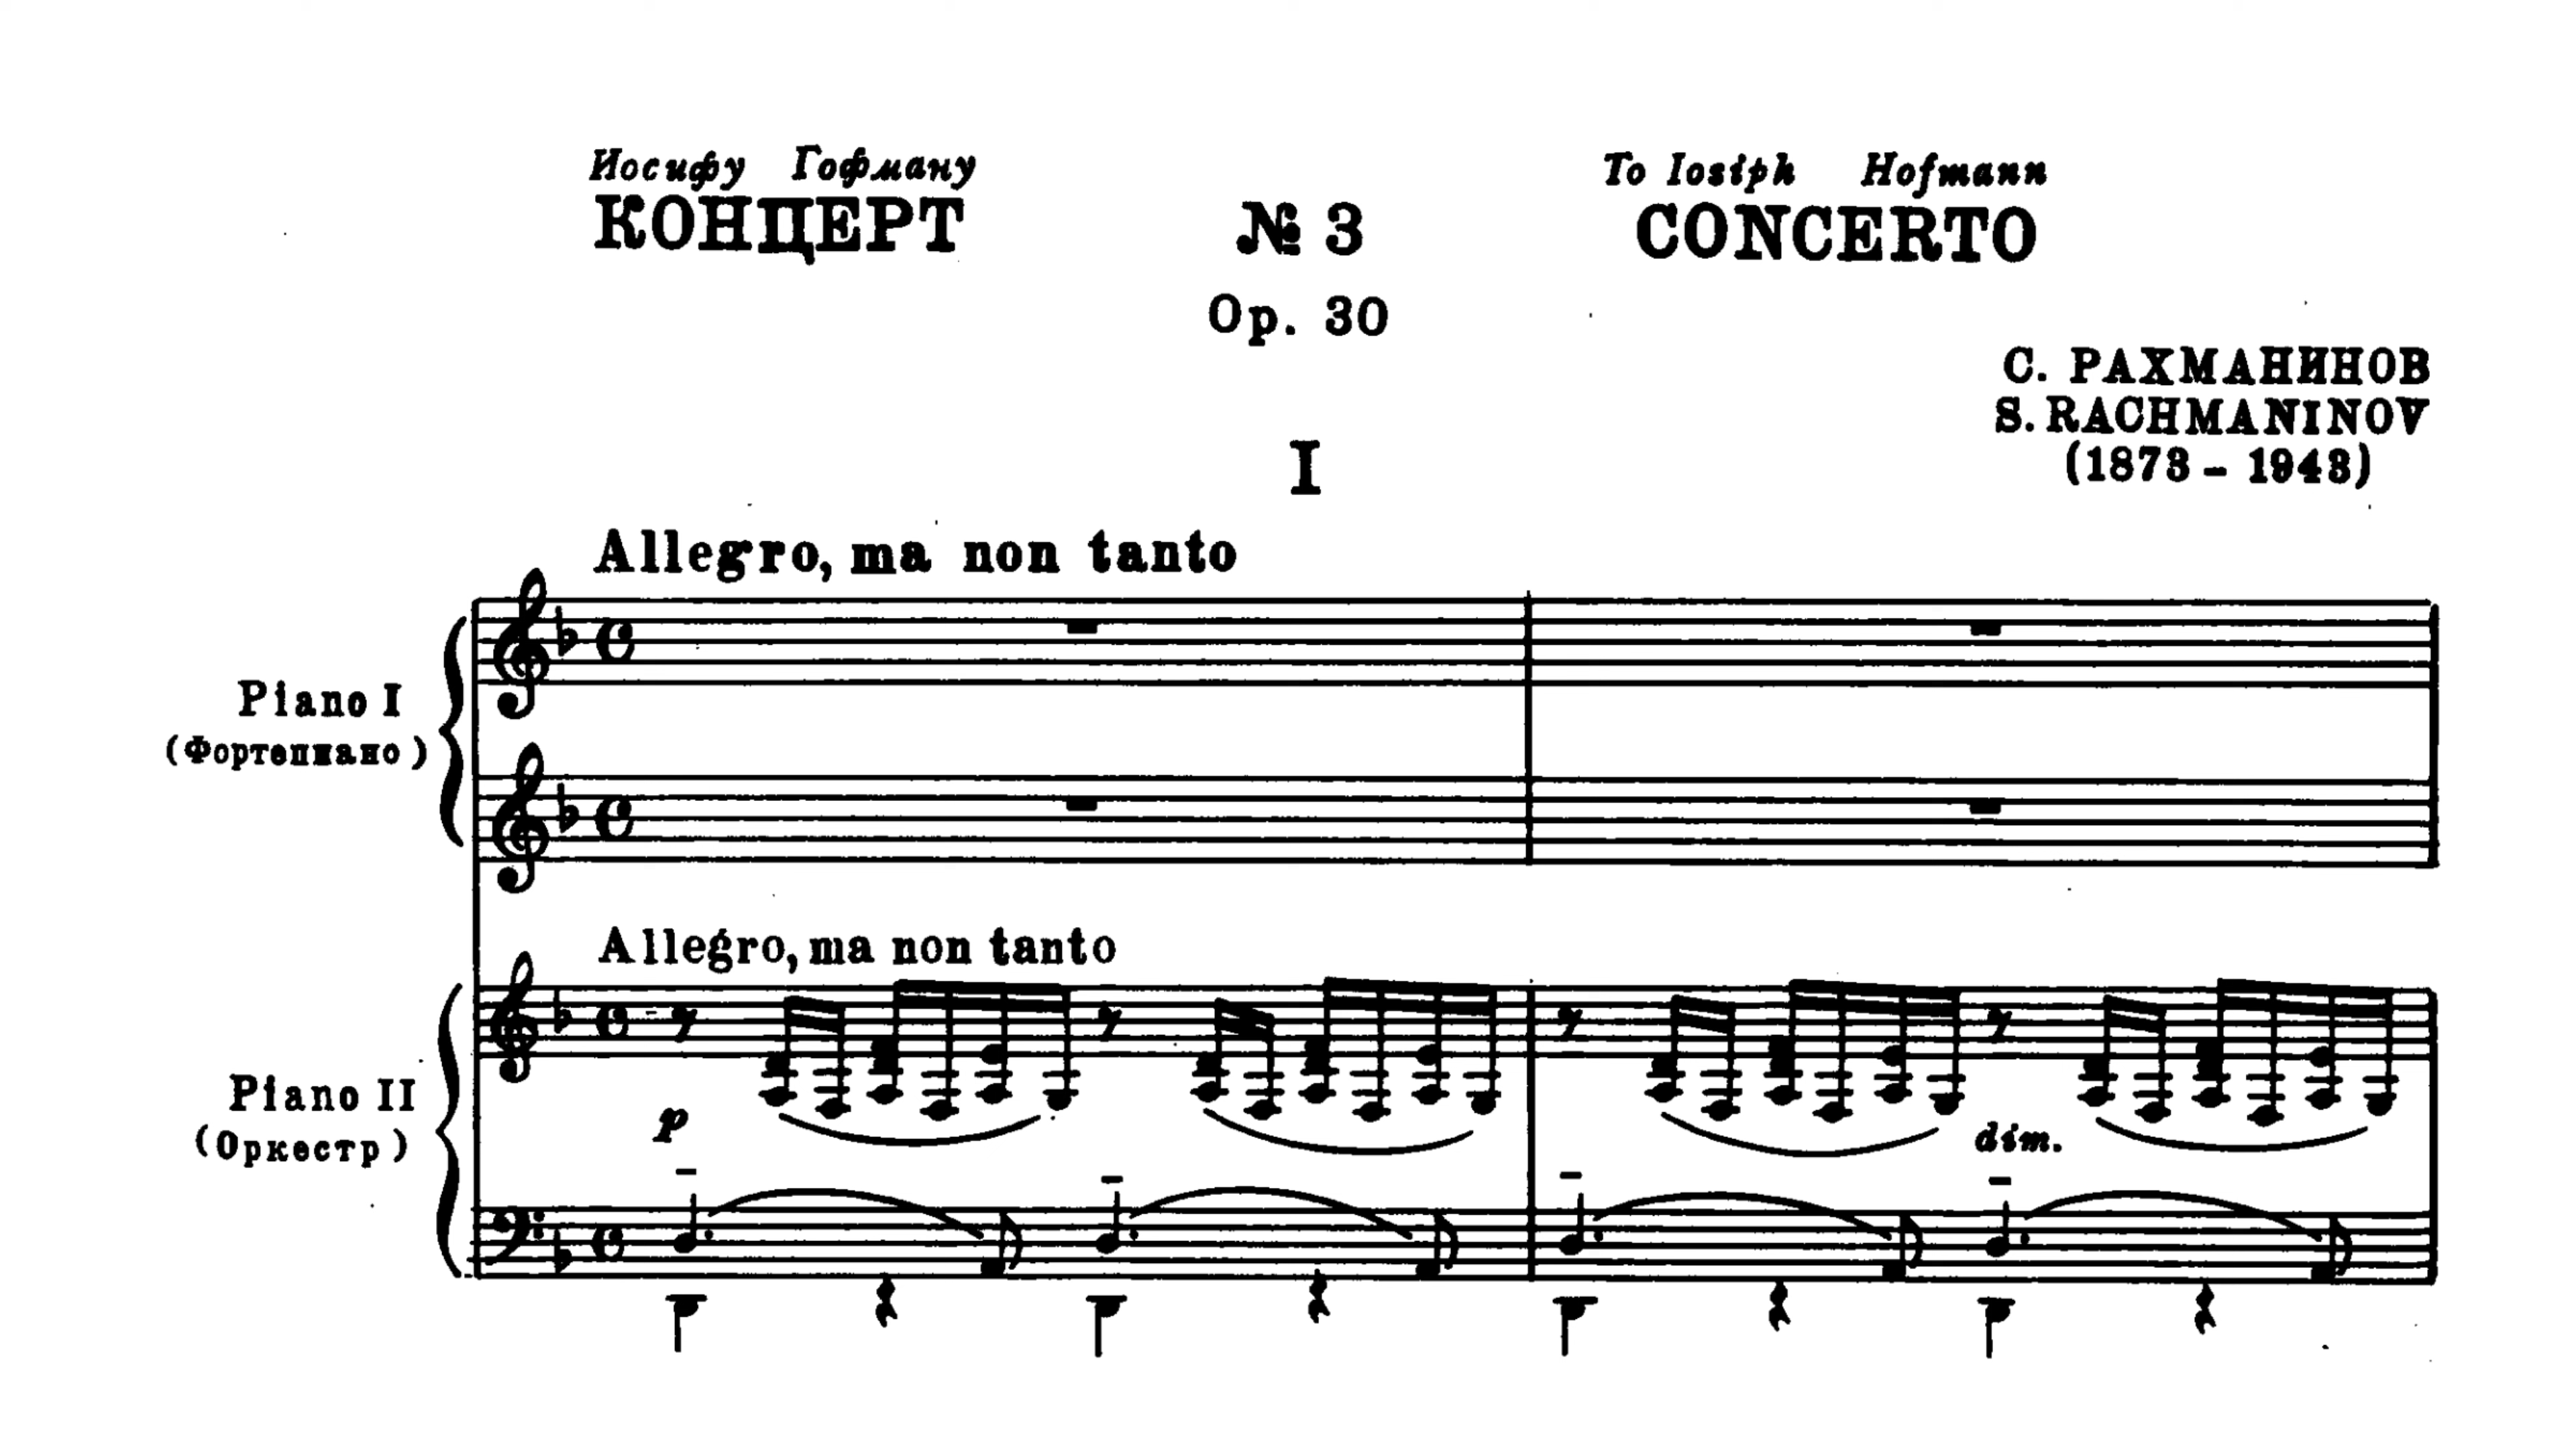 Иосифу Гофману
To Iosiph Hofmann
КОНЦЕРТ № 3 CONCERTO
Op. 30
С. РАХМАНИНОВ
S. RACHMANINOV
(1873 – 1943)
I
Allegro, ma non tanto
Piano I
(Фортепиано)
Allegro, ma non tanto
Piano II
(Оркестр)
p
dim.